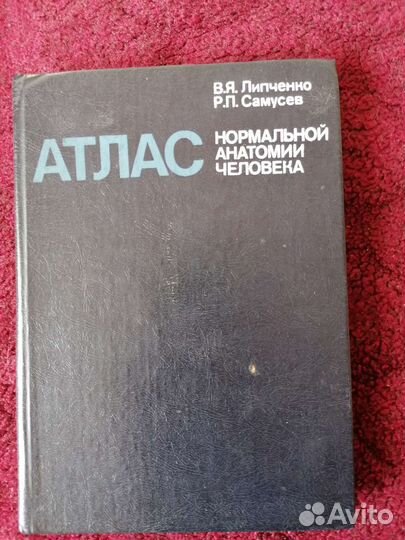 В.Я. Липченко
Р.П. Самусев
АТЛАС
НОРМАЛЬНОЙ
АНАТОМИИ
ЧЕЛОВЕКА
Avito